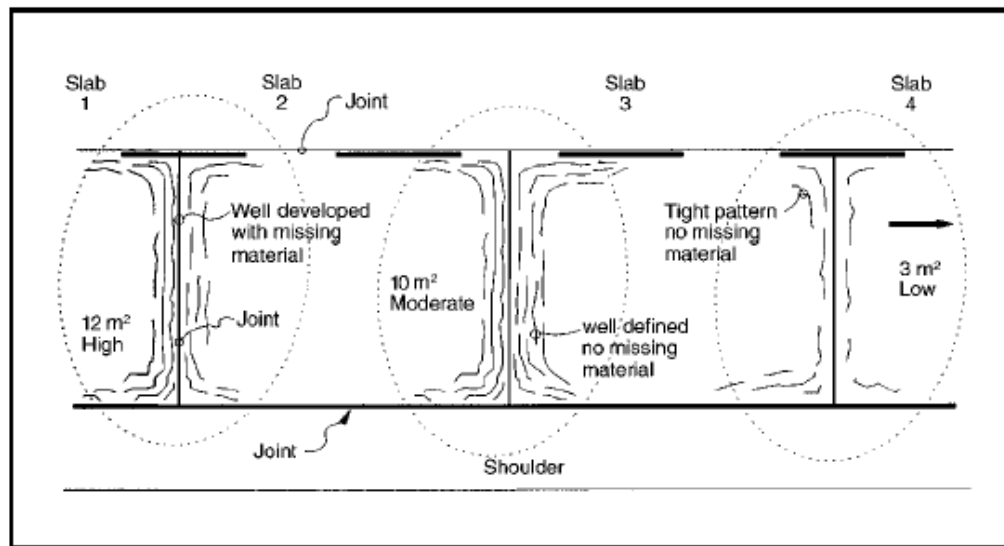 Slab
1
Slab
2
Joint
Slab
3
Slab
4
Well developed
with missing
material
Tight pattern
no missing
material
10 m²
Moderate
3 m²
Low
12 m²
High
Joint
well defined
no missing
material
Joint
Shoulder